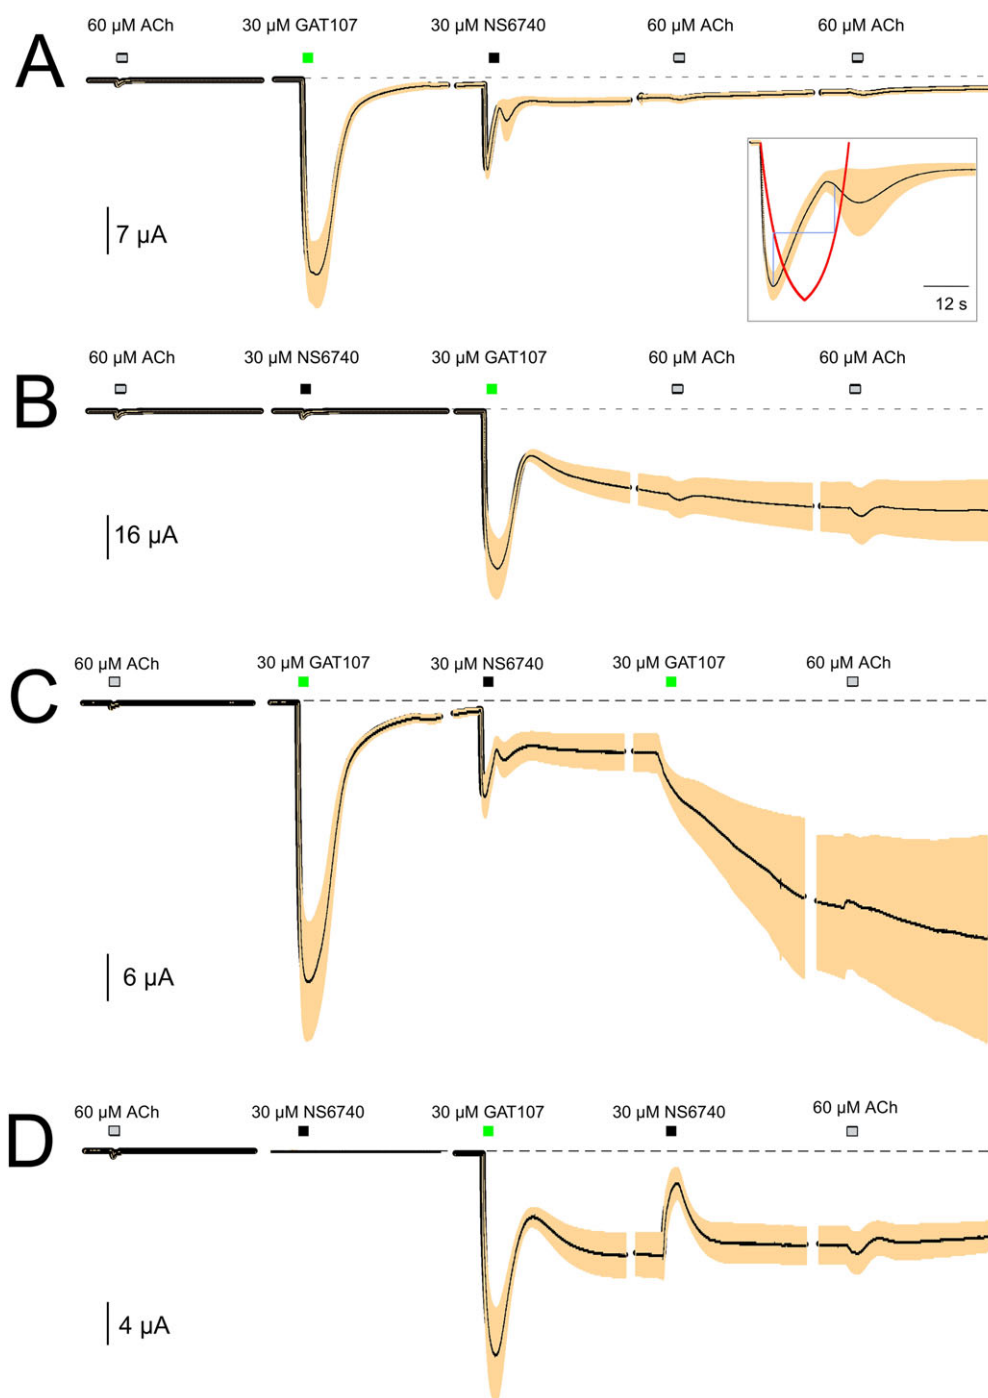 A
60 µM ACh 30 µM GAT107 30 µM NS6740 60 µM ACh 60 µM ACh
7 µA
12 s
B
60 µM ACh 30 µM NS6740 30 µM GAT107 60 µM ACh 60 µM ACh
16 µA
C
60 µM ACh 30 µM GAT107 30 µM NS6740 30 µM GAT107 60 µM ACh
6 µA
D
60 µM ACh 30 µM NS6740 30 µM GAT107 30 µM NS6740 60 µM ACh
4 µA